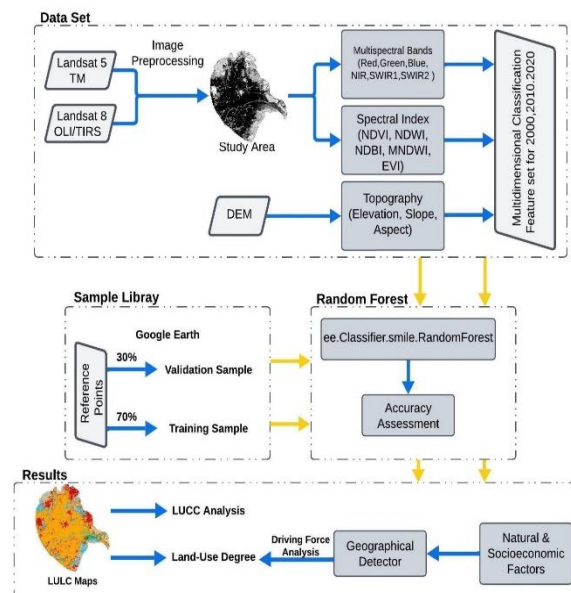 Data Set
Landsat 5
TM
Landsat 8
OLI/TIRS
Image
Preprocessing
Study Area
Multispectral Bands
(Red,Green,Blue,
NIR,SWIR1,SWIR2 )
Spectral Index
(NDVI, NDWI,
NDBI, MNDWI,
EVI)
DEM
Topography
(Elevation, Slope,
Aspect)
Multidimensional Classification
Feature set for 2000,2010.2020
Sample Libray
Google Earth
Reference
Points
30%
Validation Sample
70%
Training Sample
Random Forest
ee.Classifier.smile.RandomForest
Accuracy
Assessment
Results
LULC Maps
LUCC Analysis
Land-Use Degree
Driving Force
Analysis
Geographical
Detector
Natural &
Socioeconomic
Factors